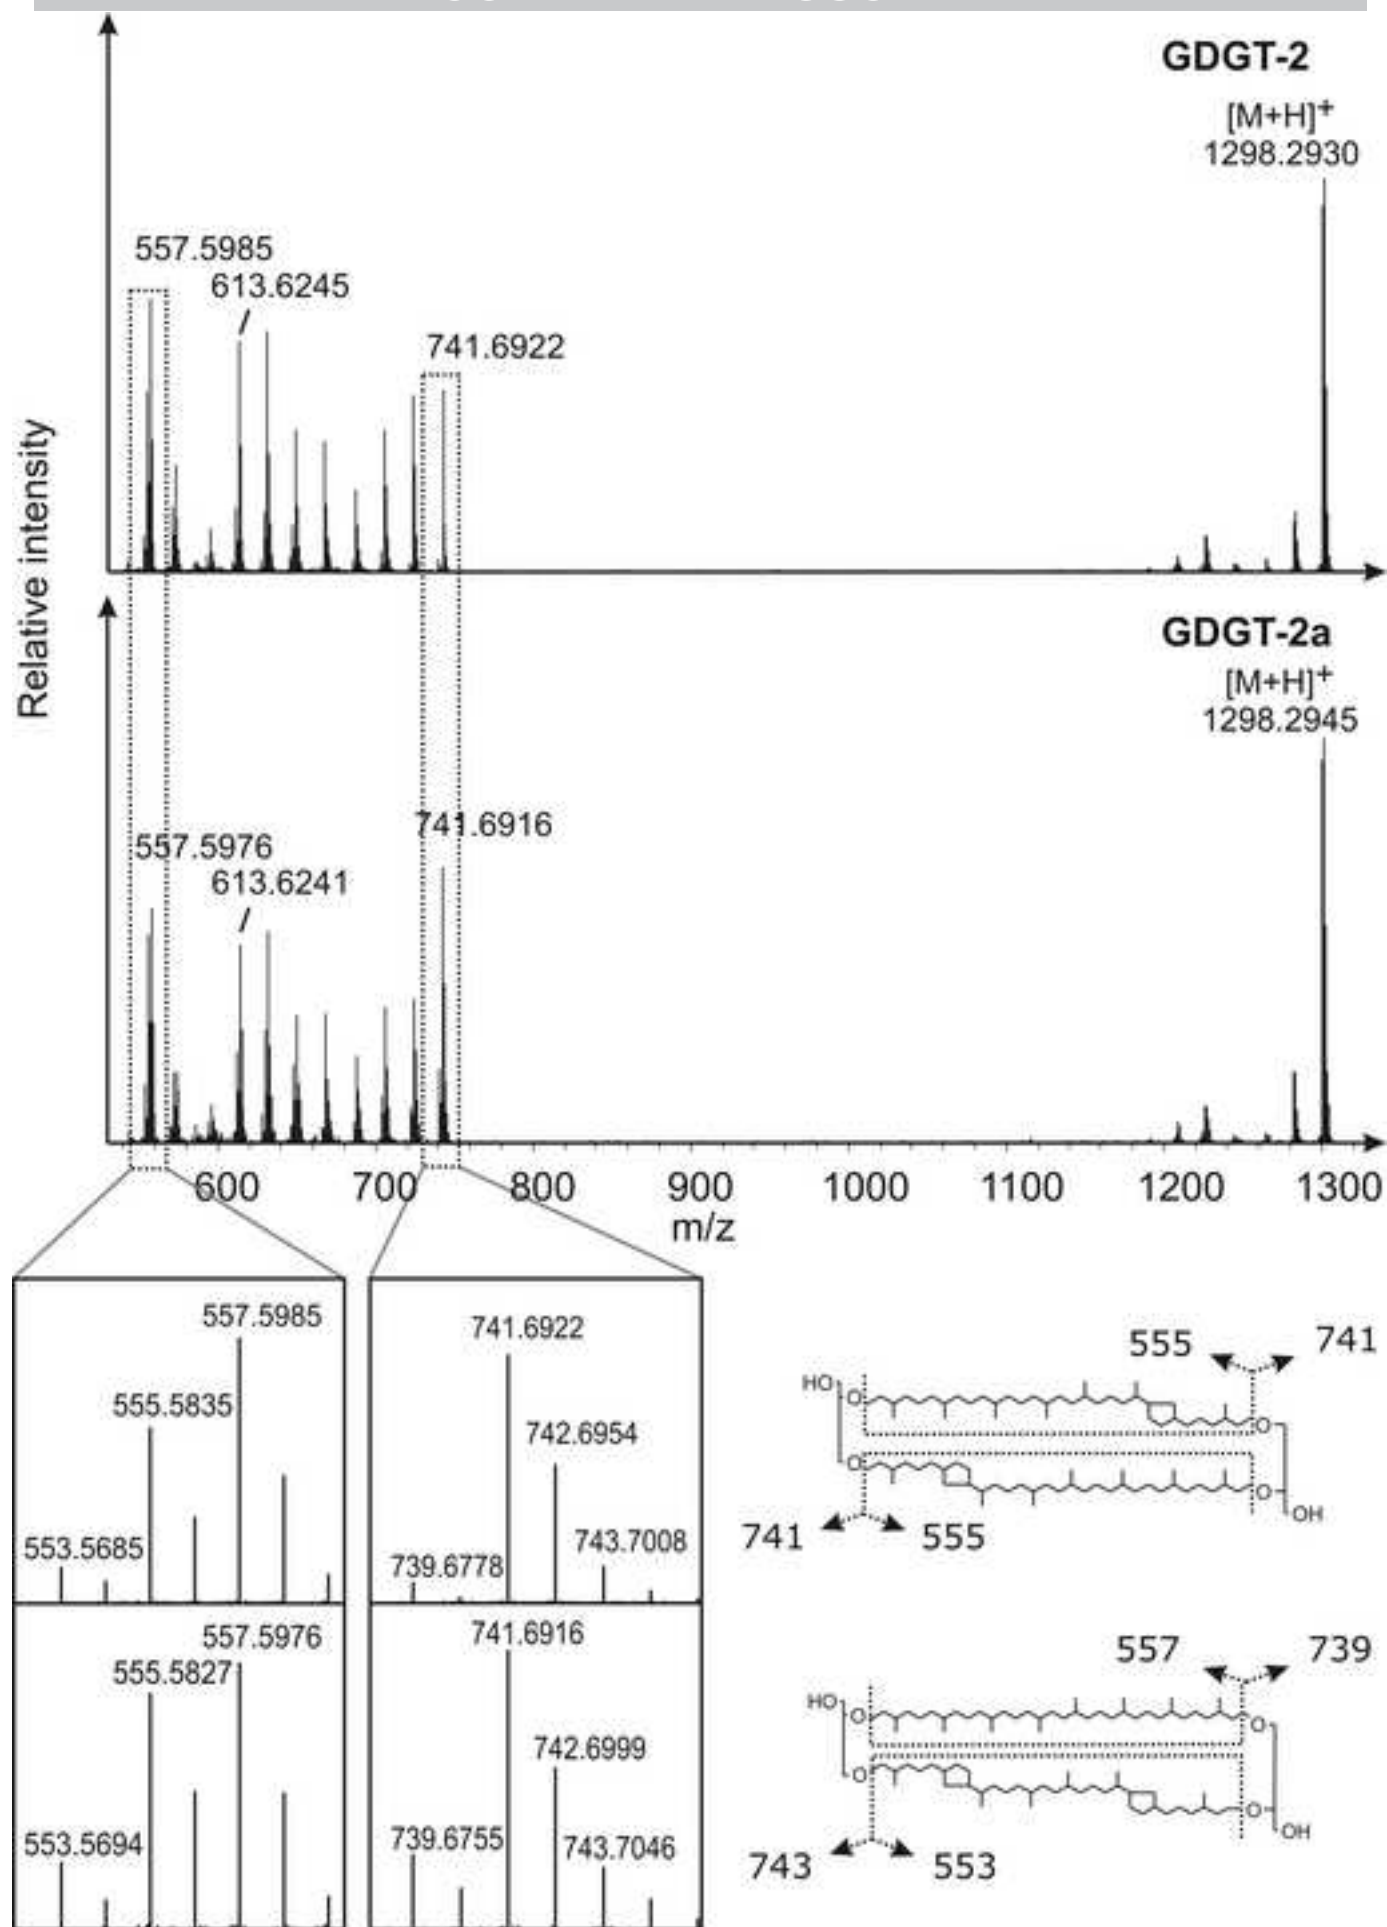 GDGT-2
[M+H]+
1298.2930
557.5985
613.6245
741.6922
Relative intensity
GDGT-2a
[M+H]+
1298.2945
557.5976
613.6241
741.6916
600 700 800 900 1000 1100 1200 1300
m/z
557.5985
555.5835
553.5685
741.6922
742.6954
743.7008
739.6778
557.5976
555.5827
553.5694
741.6916
742.6999
739.6755
743.7046
555 741
HO
O
O
O
O
OH
741 555
557 739
HO
O
O
O
O
OH
743 553